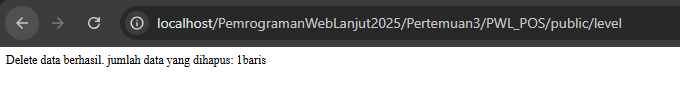 localhost/PemrogramanWebLanjut2025/Pertemuan3/PWL_POS/public/level
Delete data berhasil. jumlah data yang dihapus: 1baris